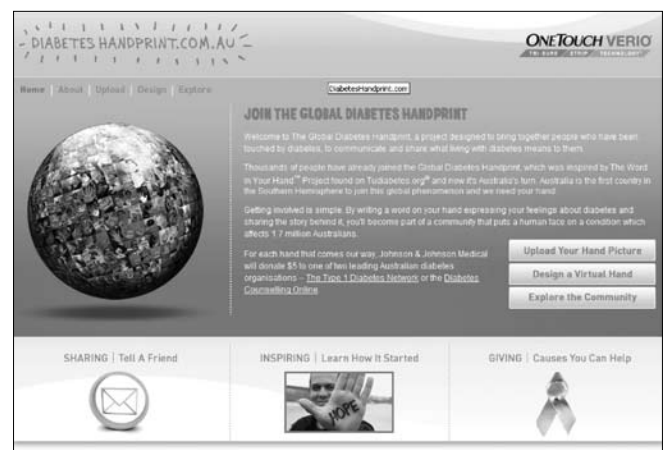 DIABETES HANDPRINT.COM.AU
ONETOUCH VERIO
TRI-SURE STRIP TECHNOLOGY
Home | About | Upload | Design | Explore
DiabetesHandprint.com
JOIN THE GLOBAL DIABETES HANDPRINT
Welcome to The Global Diabetes Handprint, a project designed to bring together people who have been
touched by diabetes, to communicate and share what living with diabetes means to them.
Thousands of people have already joined the Global Diabetes Handprint, which was inspired by The Word
in Your Hand™ Project found on Tudiabetes.org® and now it's Australia's turn. Australia is the first country in
the Southern Hemisphere to join this global phenomenon and we need your hand.
Getting involved is simple. By writing a word on your hand expressing your feelings about diabetes and
sharing the story behind it, you'll become part of a community that puts a human face on a condition which
affects 1.7 million Australians.
For each hand that comes our way, Johnson & Johnson Medical
will donate $5 to one of two leading Australian diabetes
organisations – The Type 1 Diabetes Network or the Diabetes
Counselling Online
Upload Your Hand Picture
Design a Virtual Hand
Explore the Community
SHARING | Tell A Friend
INSPIRING | Learn How It Started
GIVING | Causes You Can Help
HOPE